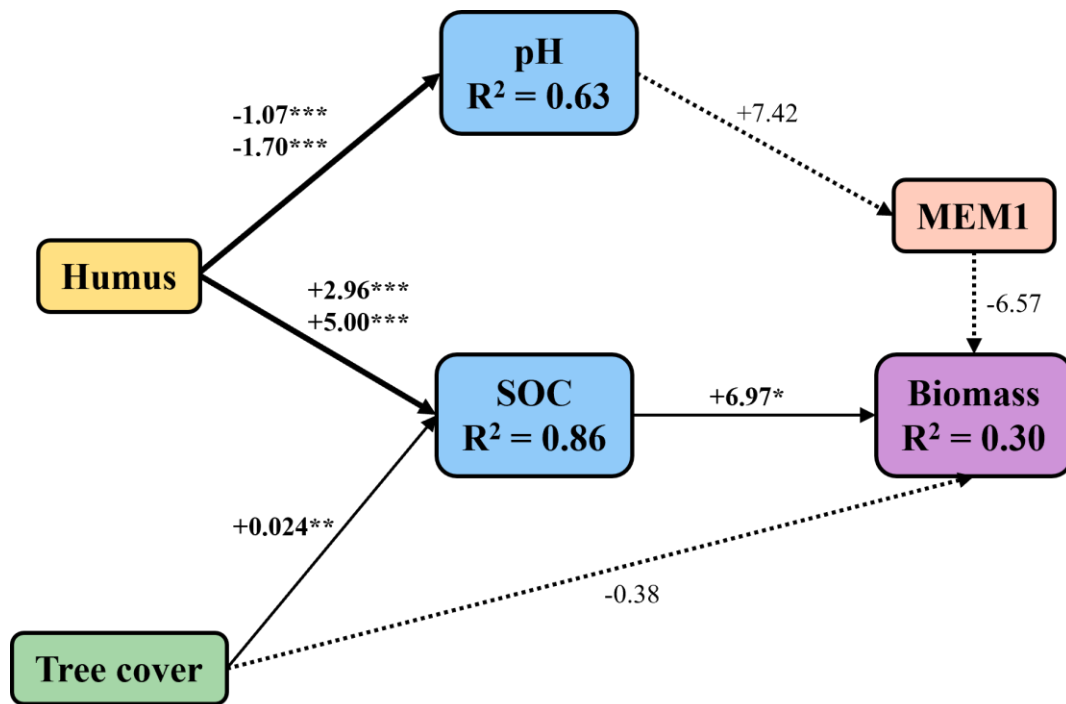 pH
R² = 0.63
-1.07***
-1.70***
+7.42
MEM1
Humus
+2.96***
+5.00***
-6.57
SOC
R² = 0.86
+6.97*
Biomass
R² = 0.30
+0.024**
-0.38
Tree cover